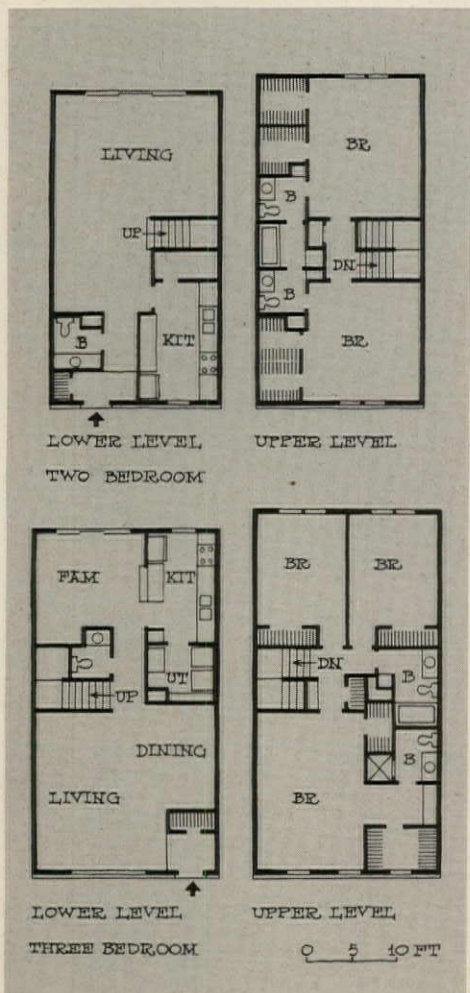 LIVING
BR
UP
B
DN
B
B
KIT
BR
LOWER LEVEL
UPPER LEVEL
TWO BEDROOM
FAM
KIT
BR
BR
UT
DN
B
UP
DINING
B
LIVING
BR
LOWER LEVEL
UPPER LEVEL
THREE BEDROOM
0 5 10 FT